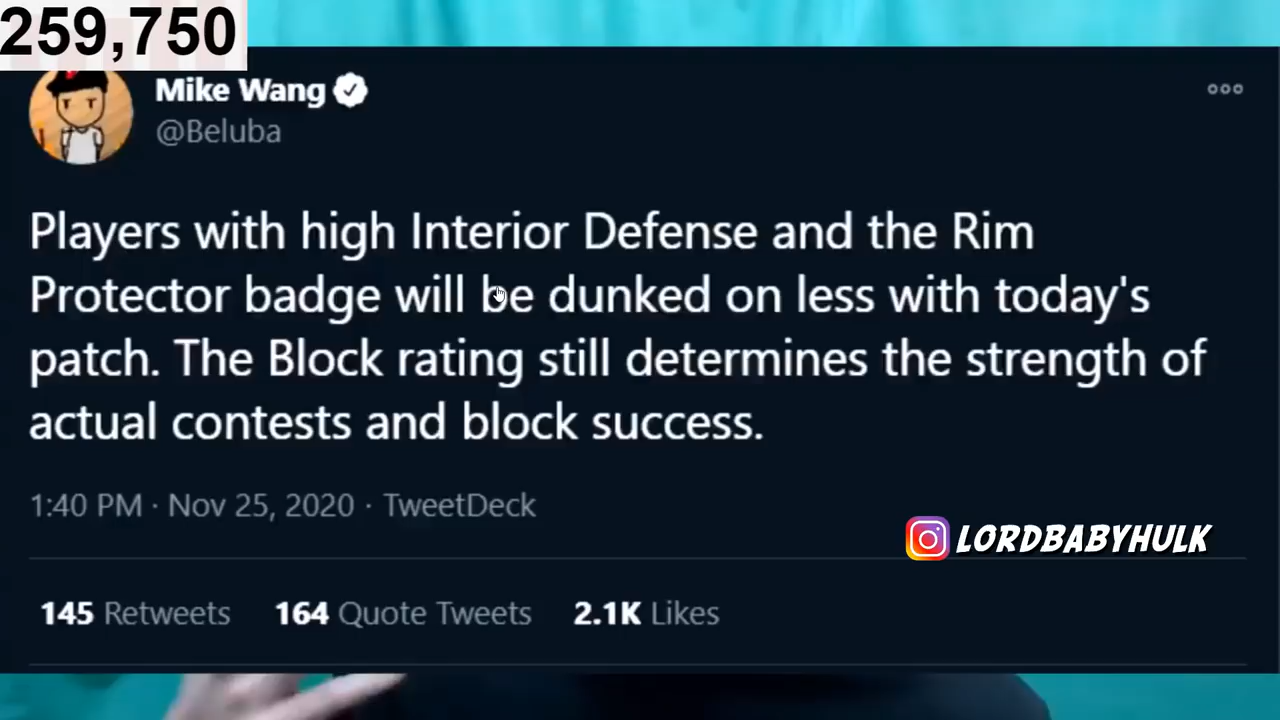 259,750
Mike Wang
@Beluba
Players with high Interior Defense and the Rim
Protector badge will be dunked on less with today's
patch. The Block rating still determines the strength of
actual contests and block success.
1:40 PM · Nov 25, 2020 · TweetDeck
LORDBABYHULK
145 Retweets 164 Quote Tweets 2.1K Likes